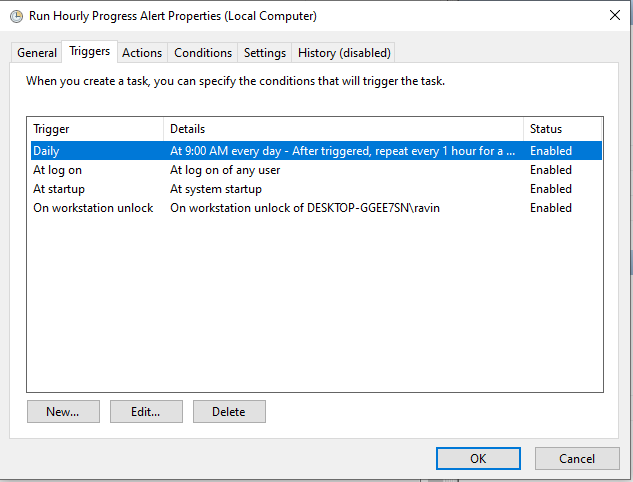 Run Hourly Progress Alert Properties (Local Computer)
General Triggers Actions Conditions Settings History (disabled)
When you create a task, you can specify the conditions that will trigger the task.
Trigger Details Status
Daily At 9:00 AM every day - After triggered, repeat every 1 hour for a ... Enabled
At log on At log on of any user Enabled
At startup At system startup Enabled
On workstation unlock On workstation unlock of DESKTOP-GGEE7SN\ravin Enabled
New... Edit... Delete
OK Cancel